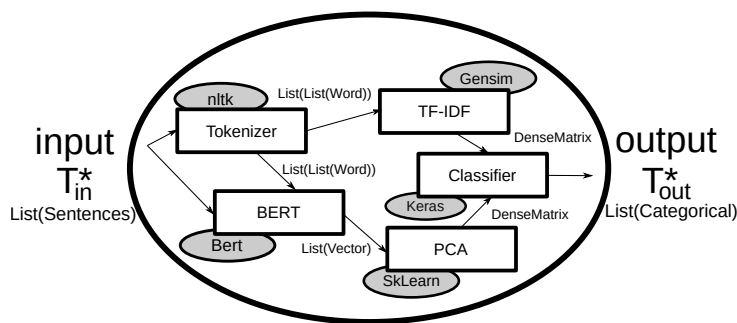 Gensim
nltk
List(List(Word))
TF-IDF
Tokenizer
input
T*in
List(Sentences)
DenseMatrix
output
T*out
List(Categorical)
List(List(Word))
Classifier
BERT
Keras
DenseMatrix
Bert
List(Vector)
PCA
SkLearn